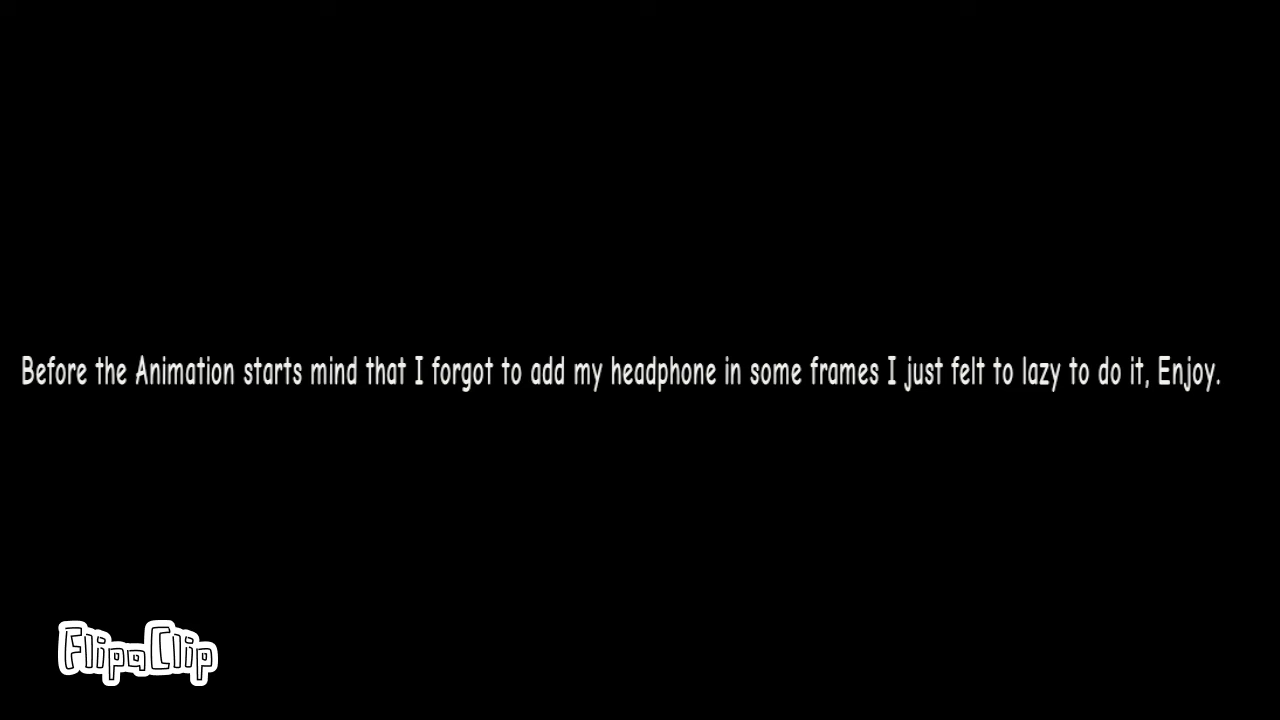 Before the Animation starts mind that I forgot to add my headphone in some frames I just felt to lazy to do it, Enjoy.
FlipaClip